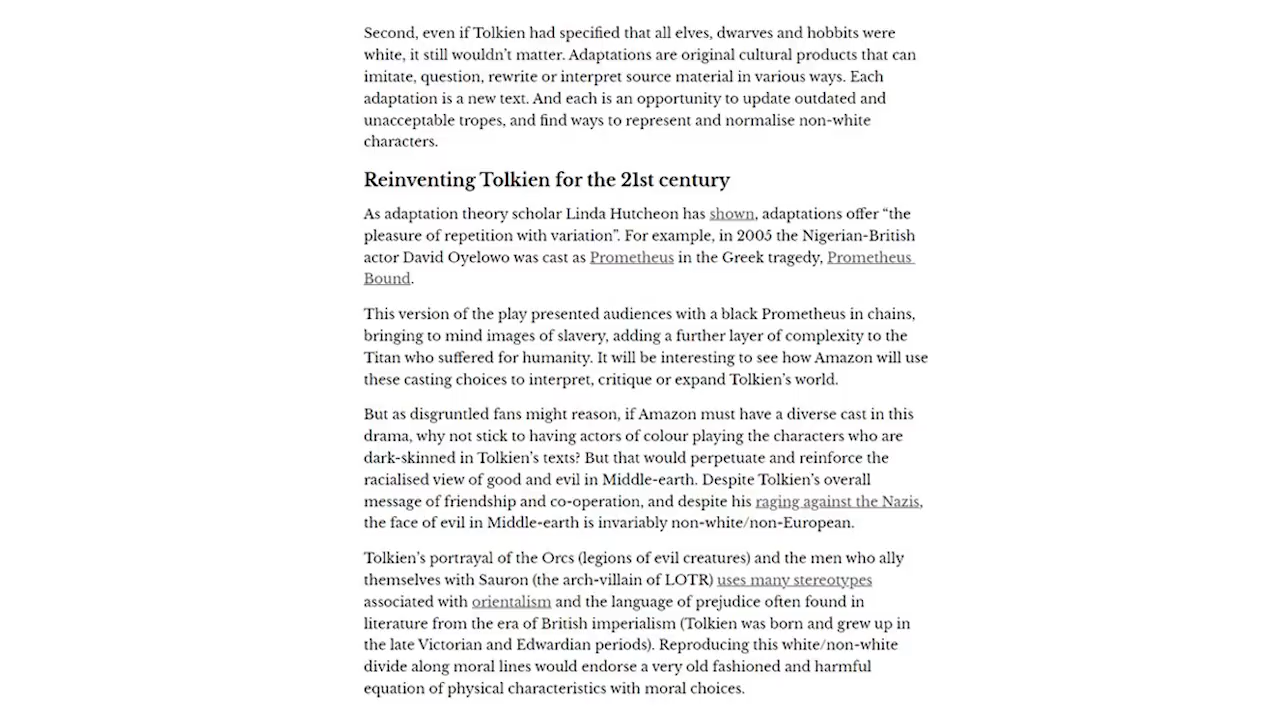 Second, even if Tolkien had specified that all elves, dwarves and hobbits were
white, it still wouldn’t matter. Adaptations are original cultural products that can
imitate, question, rewrite or interpret source material in various ways. Each
adaptation is a new text. And each is an opportunity to update outdated and
unacceptable tropes, and find ways to represent and normalise non-white
characters.
Reinventing Tolkien for the 21st century
As adaptation theory scholar Linda Hutcheon has shown, adaptations offer “the
pleasure of repetition with variation”. For example, in 2005 the Nigerian-British
actor David Oyelowo was cast as Prometheus in the Greek tragedy, Prometheus
Bound.
This version of the play presented audiences with a black Prometheus in chains,
bringing to mind images of slavery, adding a further layer of complexity to the
Titan who suffered for humanity. It will be interesting to see how Amazon will use
these casting choices to interpret, critique or expand Tolkien’s world.
But as disgruntled fans might reason, if Amazon must have a diverse cast in this
drama, why not stick to having actors of colour playing the characters who are
dark-skinned in Tolkien’s texts? But that would perpetuate and reinforce the
racialised view of good and evil in Middle-earth. Despite Tolkien’s overall
message of friendship and co-operation, and despite his raging against the Nazis,
the face of evil in Middle-earth is invariably non-white/non-European.
Tolkien’s portrayal of the Orcs (legions of evil creatures) and the men who ally
themselves with Sauron (the arch-villain of LOTR) uses many stereotypes
associated with orientalism and the language of prejudice often found in
literature from the era of British imperialism (Tolkien was born and grew up in
the late Victorian and Edwardian periods). Reproducing this white/non-white
divide along moral lines would endorse a very old fashioned and harmful
equation of physical characteristics with moral choices.